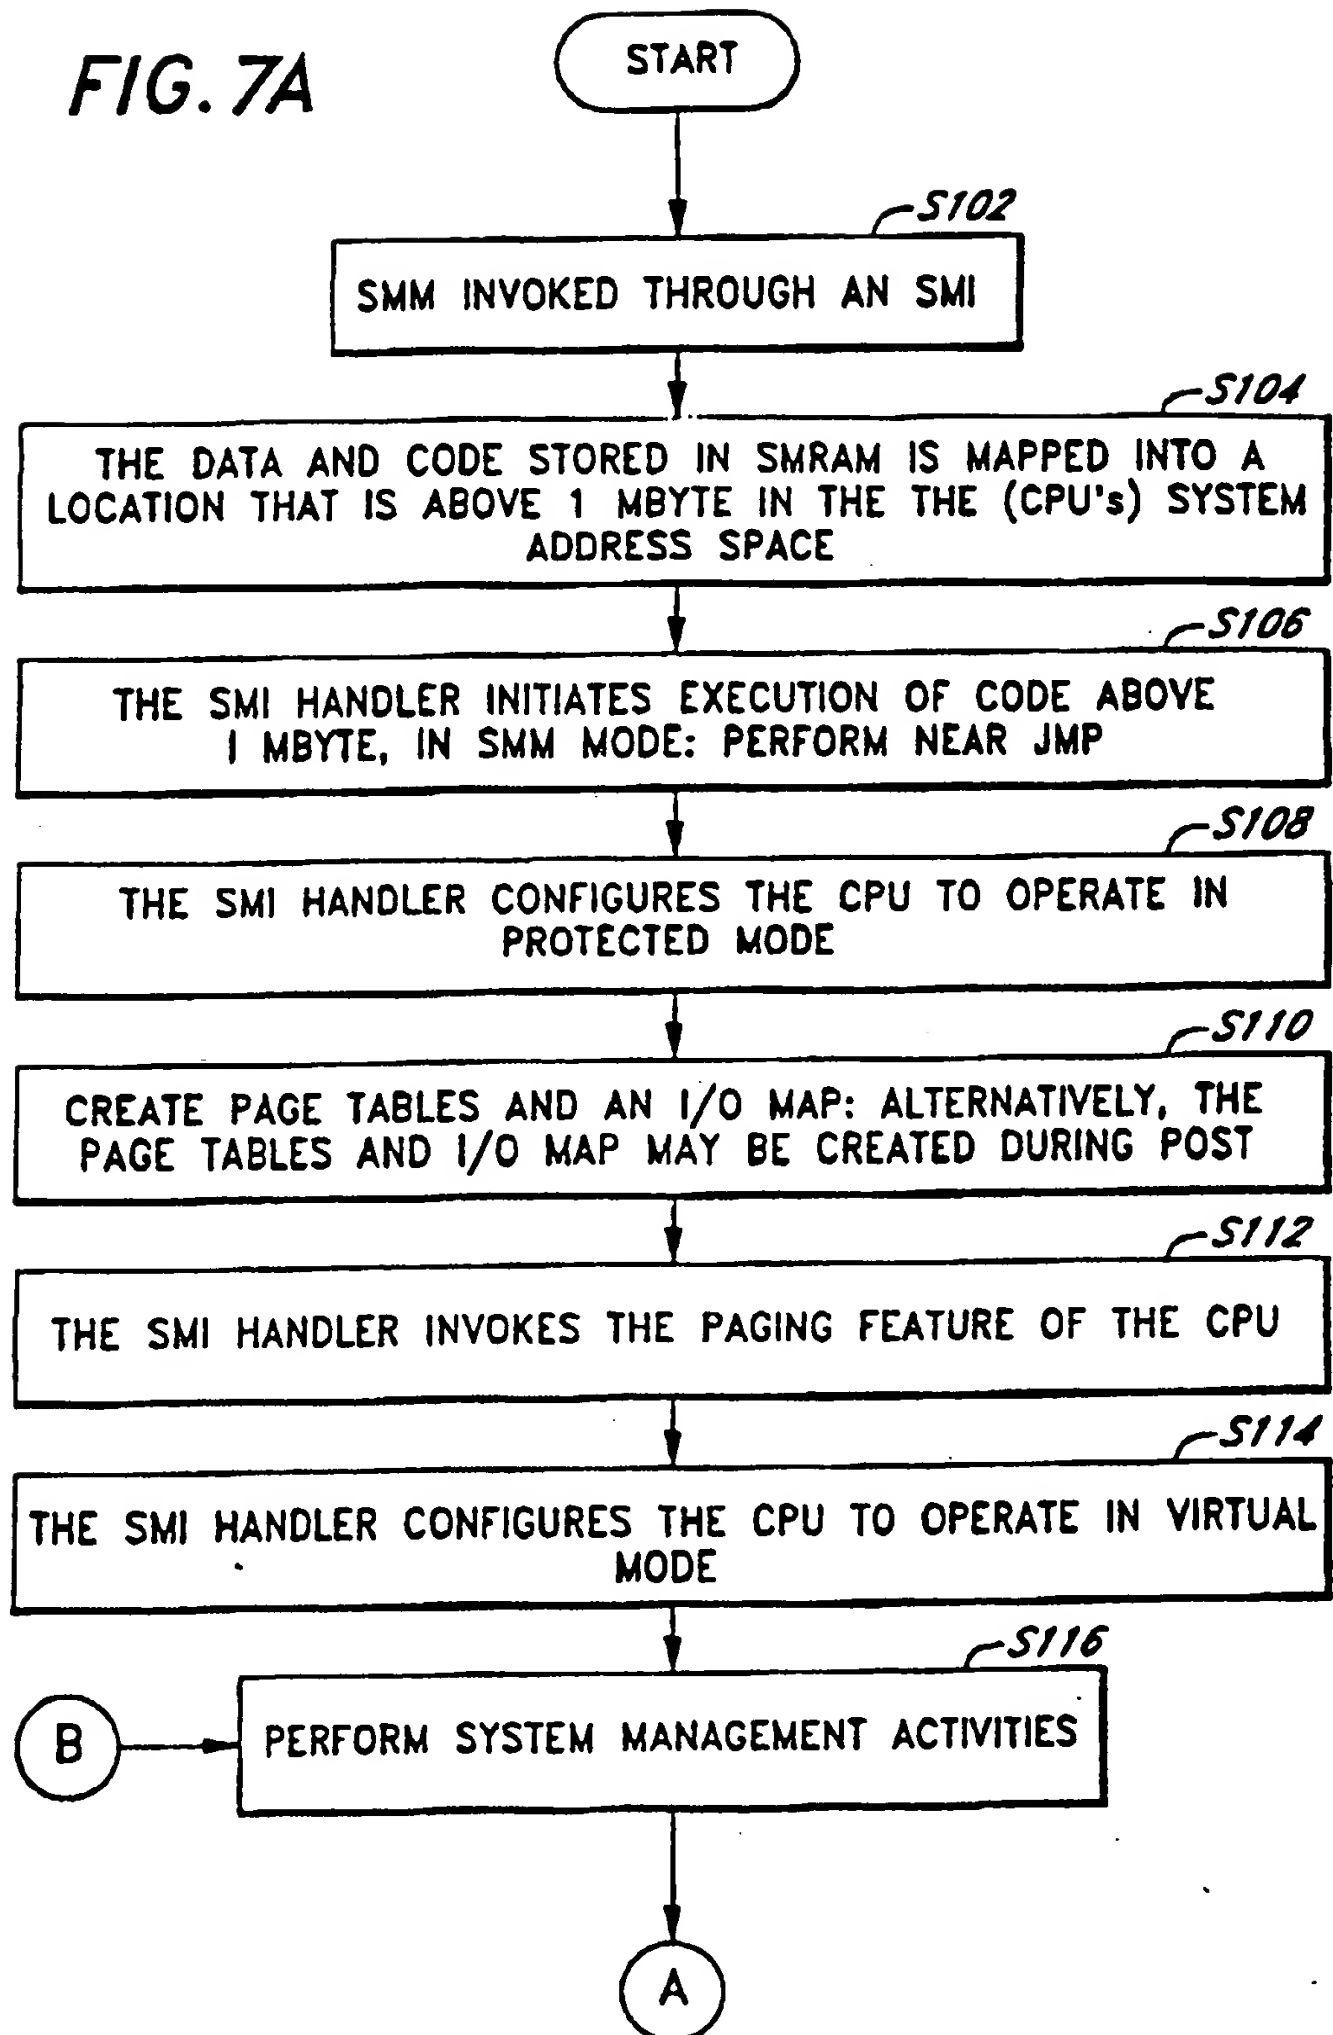 FIG. 7A
START
S102
SMM INVOKED THROUGH AN SMI
S104
THE DATA AND CODE STORED IN SMRAM IS MAPPED INTO A
LOCATION THAT IS ABOVE 1 MBYTE IN THE THE (CPU's) SYSTEM
ADDRESS SPACE
S106
THE SMI HANDLER INITIATES EXECUTION OF CODE ABOVE
1 MBYTE, IN SMM MODE: PERFORM NEAR JMP
S108
THE SMI HANDLER CONFIGURES THE CPU TO OPERATE IN
PROTECTED MODE
S110
CREATE PAGE TABLES AND AN I/O MAP: ALTERNATIVELY, THE
PAGE TABLES AND I/O MAP MAY BE CREATED DURING POST
S112
THE SMI HANDLER INVOKES THE PAGING FEATURE OF THE CPU
S114
THE SMI HANDLER CONFIGURES THE CPU TO OPERATE IN VIRTUAL
MODE
S116
B
PERFORM SYSTEM MANAGEMENT ACTIVITIES
A